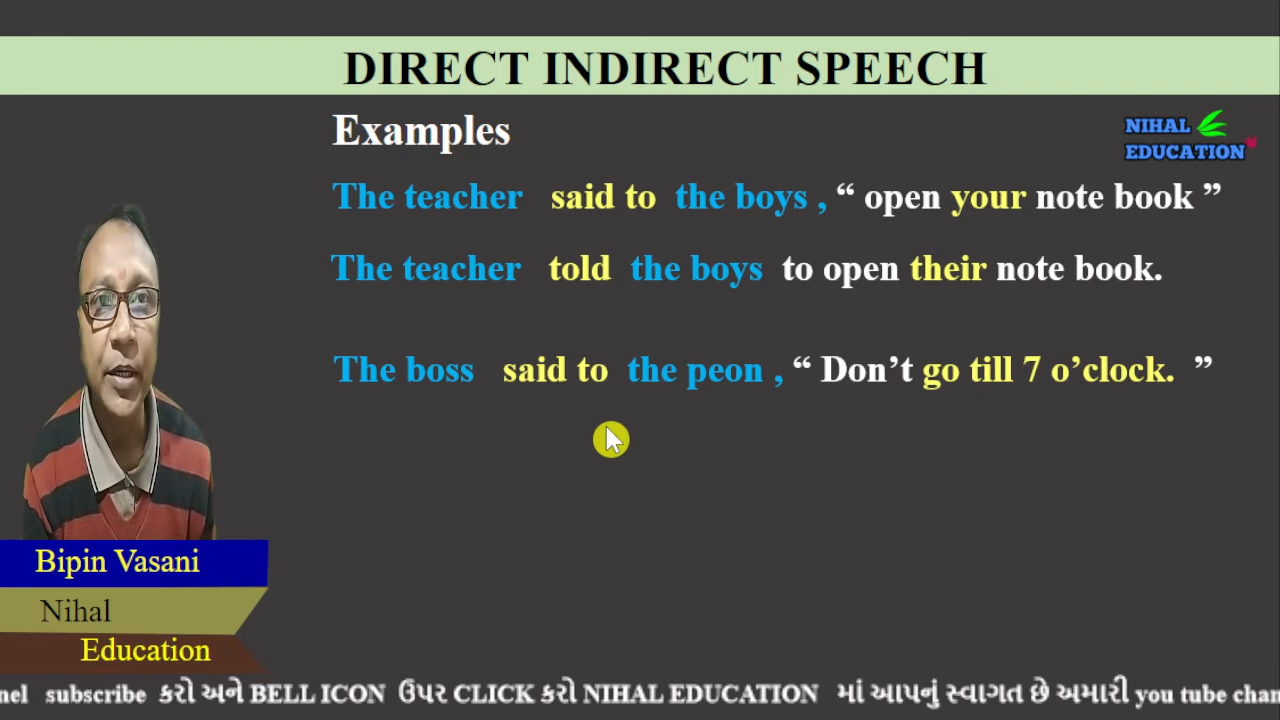 DIRECT INDIRECT SPEECH
Examples
NIHAL
EDUCATION
The teacher said to the boys , “ open your note book ”
The teacher told the boys to open their note book.
The boss said to the peon , “ Don’t go till 7 o’clock. ”
Bipin Vasani
Nihal
Education
nel subscribe કરો અને BELL ICON ઉપર CLICK કરો NIHAL EDUCATION માં આપનું સ્વાગત છે અમારી you tube chan